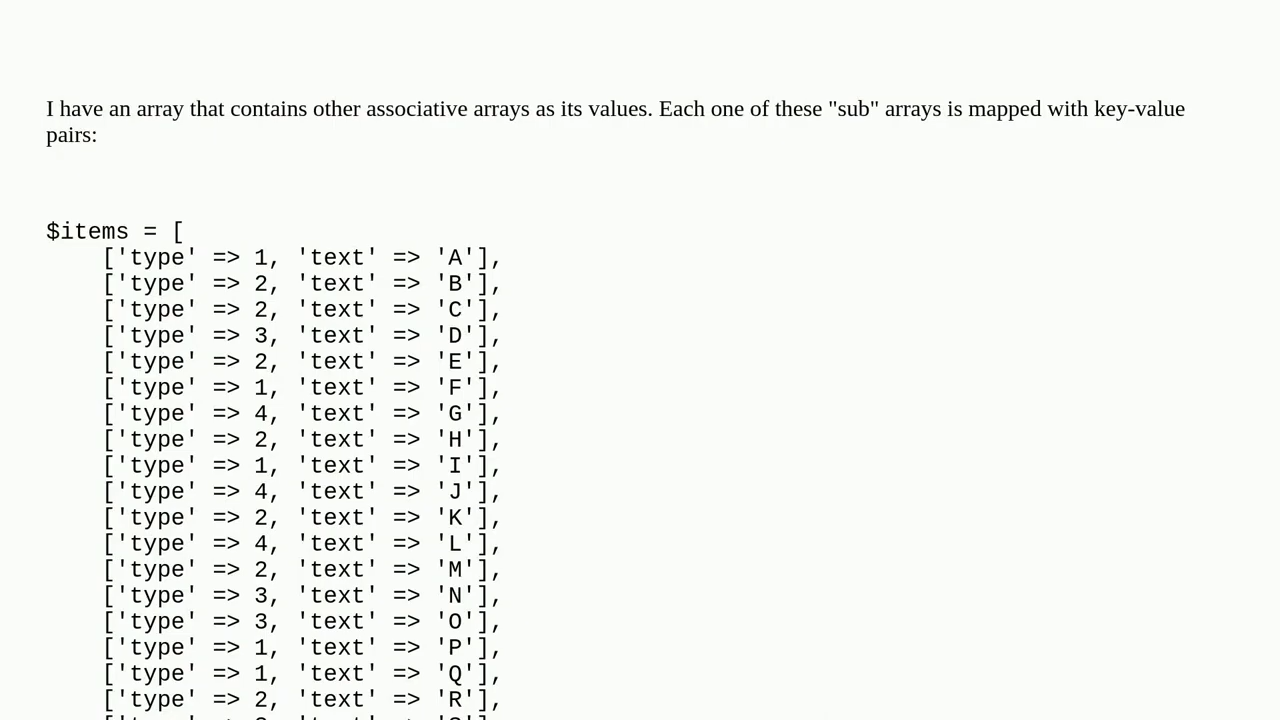 I have an array that contains other associative arrays as its values. Each one of these "sub" arrays is mapped with key-value
pairs:
$items = [
    ['type' => 1, 'text' => 'A'],
    ['type' => 2, 'text' => 'B'],
    ['type' => 2, 'text' => 'C'],
    ['type' => 3, 'text' => 'D'],
    ['type' => 2, 'text' => 'E'],
    ['type' => 1, 'text' => 'F'],
    ['type' => 4, 'text' => 'G'],
    ['type' => 2, 'text' => 'H'],
    ['type' => 1, 'text' => 'I'],
    ['type' => 4, 'text' => 'J'],
    ['type' => 2, 'text' => 'K'],
    ['type' => 4, 'text' => 'L'],
    ['type' => 2, 'text' => 'M'],
    ['type' => 3, 'text' => 'N'],
    ['type' => 3, 'text' => 'O'],
    ['type' => 1, 'text' => 'P'],
    ['type' => 1, 'text' => 'Q'],
    ['type' => 2, 'text' => 'R'],